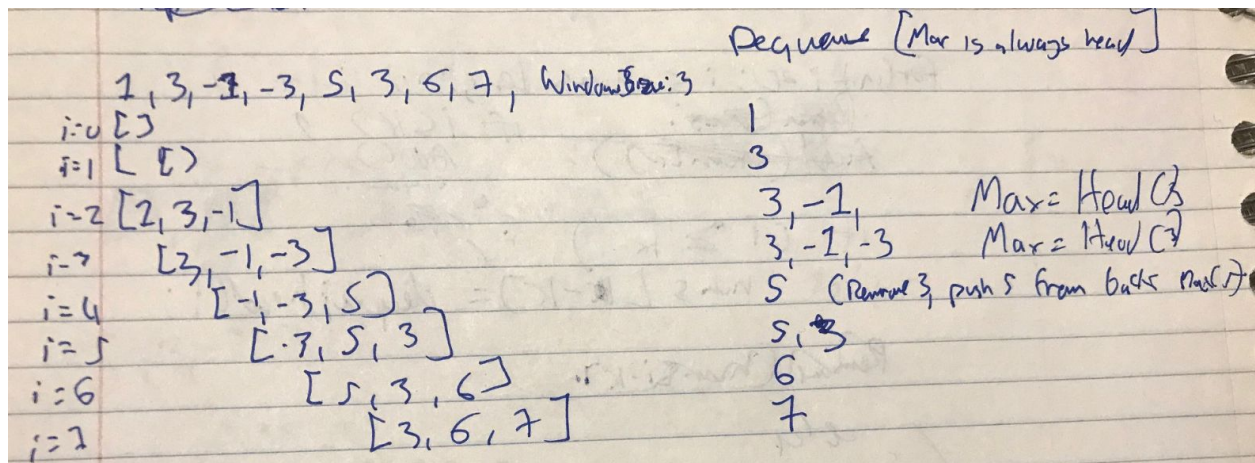 Dequeue [Max is always head]
1, 3, -1, -3, 5, 3, 6, 7, Window Size: 3
i=0 [] 1
i=1 [ [] 3
i=2 [2, 3, -1] 3, -1, Max = Head (3
i=3 [3, -1, -3] 3, -1, -3 Max = Head (3)
i=4 [-1, -3, 5) 5 (Remove 3, push 5 from back
i=5 [-3, 5, 3] 5, 3
i=6 [5, 3, 6] 6
i=7 [3, 6, 7] 7